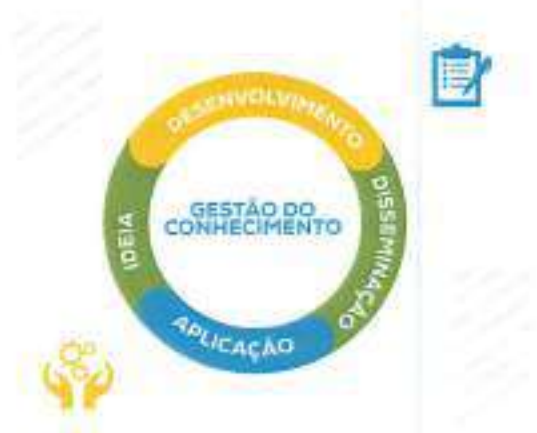 DESENVOLVIMENTO
GESTÃO DO
CONHECIMENTO
IDEIA
DISSEMINAÇÃO
APLICAÇÃO